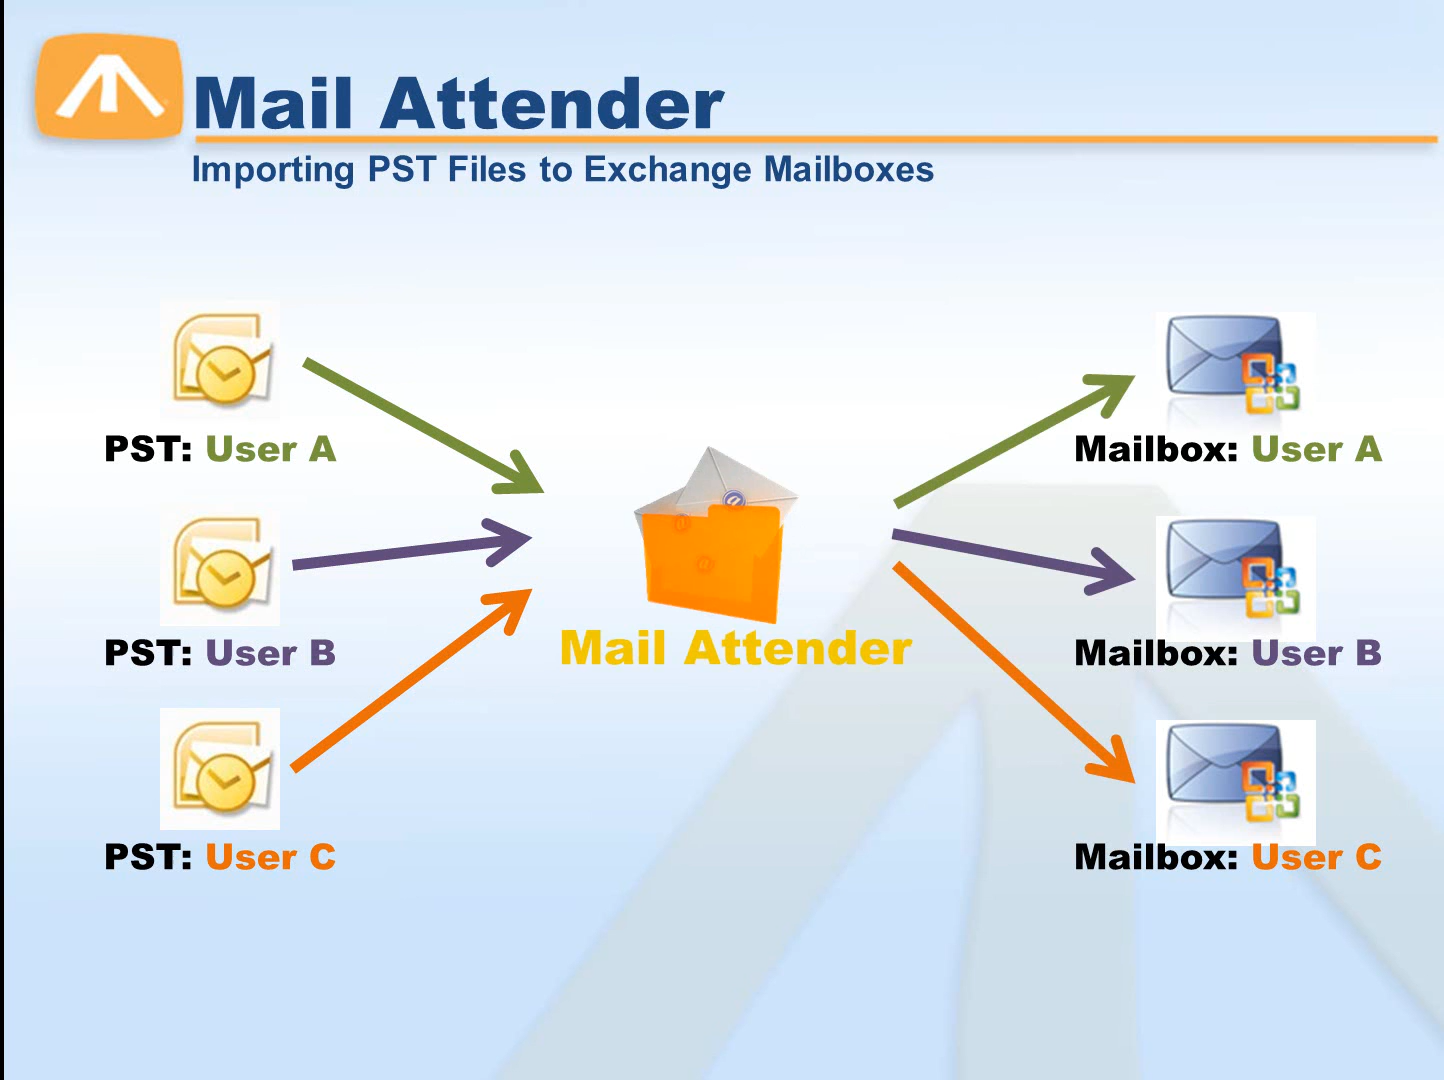 Mail Attender
Importing PST Files to Exchange Mailboxes
PST: User A
Mailbox: User A
PST: User B
Mail Attender
Mailbox: User B
PST: User C
Mailbox: User C